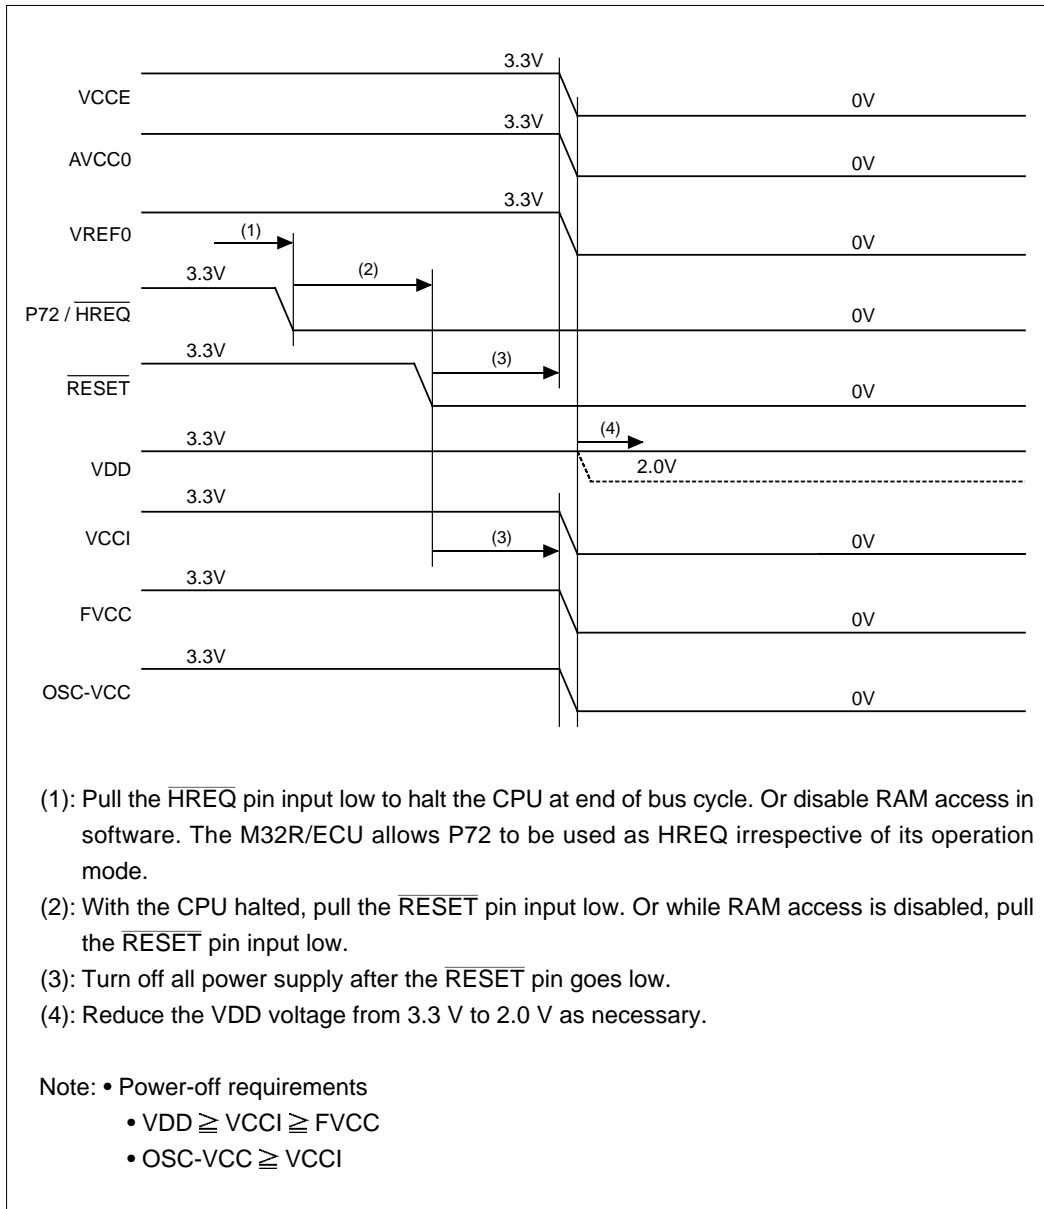 3.3V
VCCE
0V
3.3V
AVCC0
0V
3.3V
VREF0
(1)
0V
3.3V
(2)
P72 / HREQ
0V
3.3V
(3)
RESET
0V
3.3V
(4)
VDD
2.0V
3.3V
VCCI
(3)
0V
3.3V
FVCC
0V
3.3V
OSC-VCC
0V
(1): Pull the HREQ pin input low to halt the CPU at end of bus cycle. Or disable RAM access in
software. The M32R/ECU allows P72 to be used as HREQ irrespective of its operation
mode.
(2): With the CPU halted, pull the RESET pin input low. Or while RAM access is disabled, pull
the RESET pin input low.
(3): Turn off all power supply after the RESET pin goes low.
(4): Reduce the VDD voltage from 3.3 V to 2.0 V as necessary.
Note: • Power-off requirements
• VDD ≧ VCCI ≧ FVCC
• OSC-VCC ≧ VCCI